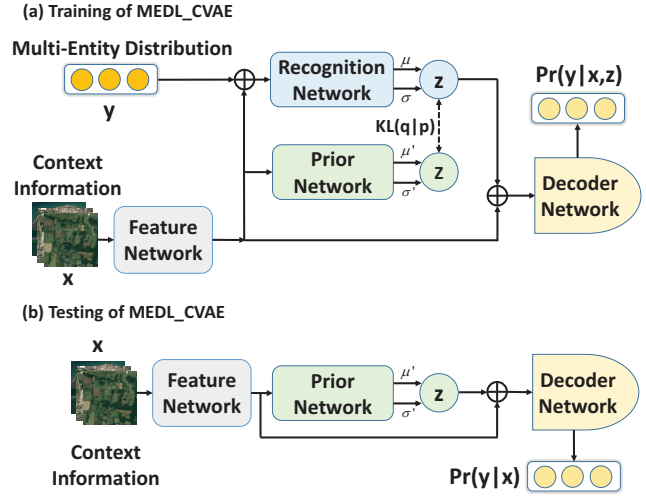 (a) Training of MEDL_CVAE
Multi-Entity Distribution
y
Recognition
Network
μ
σ
z
KL(q|p)
Pr(y|x,z)
Context
Information
x
Feature
Network
Prior
Network
μ'
σ'
z
Decoder
Network
(b) Testing of MEDL_CVAE
x
Context
Information
Feature
Network
Prior
Network
μ'
σ'
z
Decoder
Network
Pr(y|x)